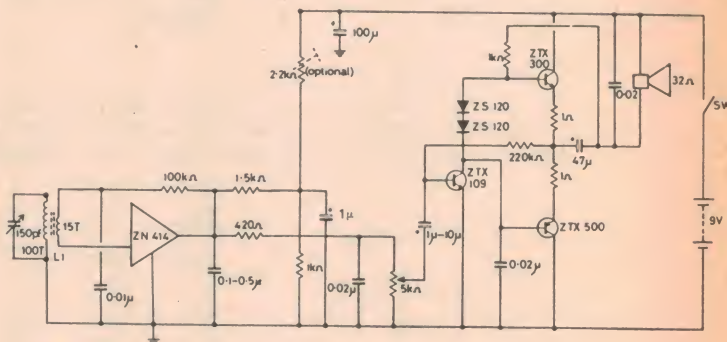 100μ
1kΩ
ZTX
300
2·2kΩ
(optional)
ZS 120
ZS 120
1Ω
0·02
32Ω
SW
100kΩ
1·5kΩ
220kΩ
47μ
ZTX
109
1Ω
9V
150pf
15T
ZN 414
1μ
420Ω
1μ-10μ
ZTX 500
100T
L1
0·01μ
0·1-0·5μ
1kΩ
0·02μ
5kΩ
0·02μ